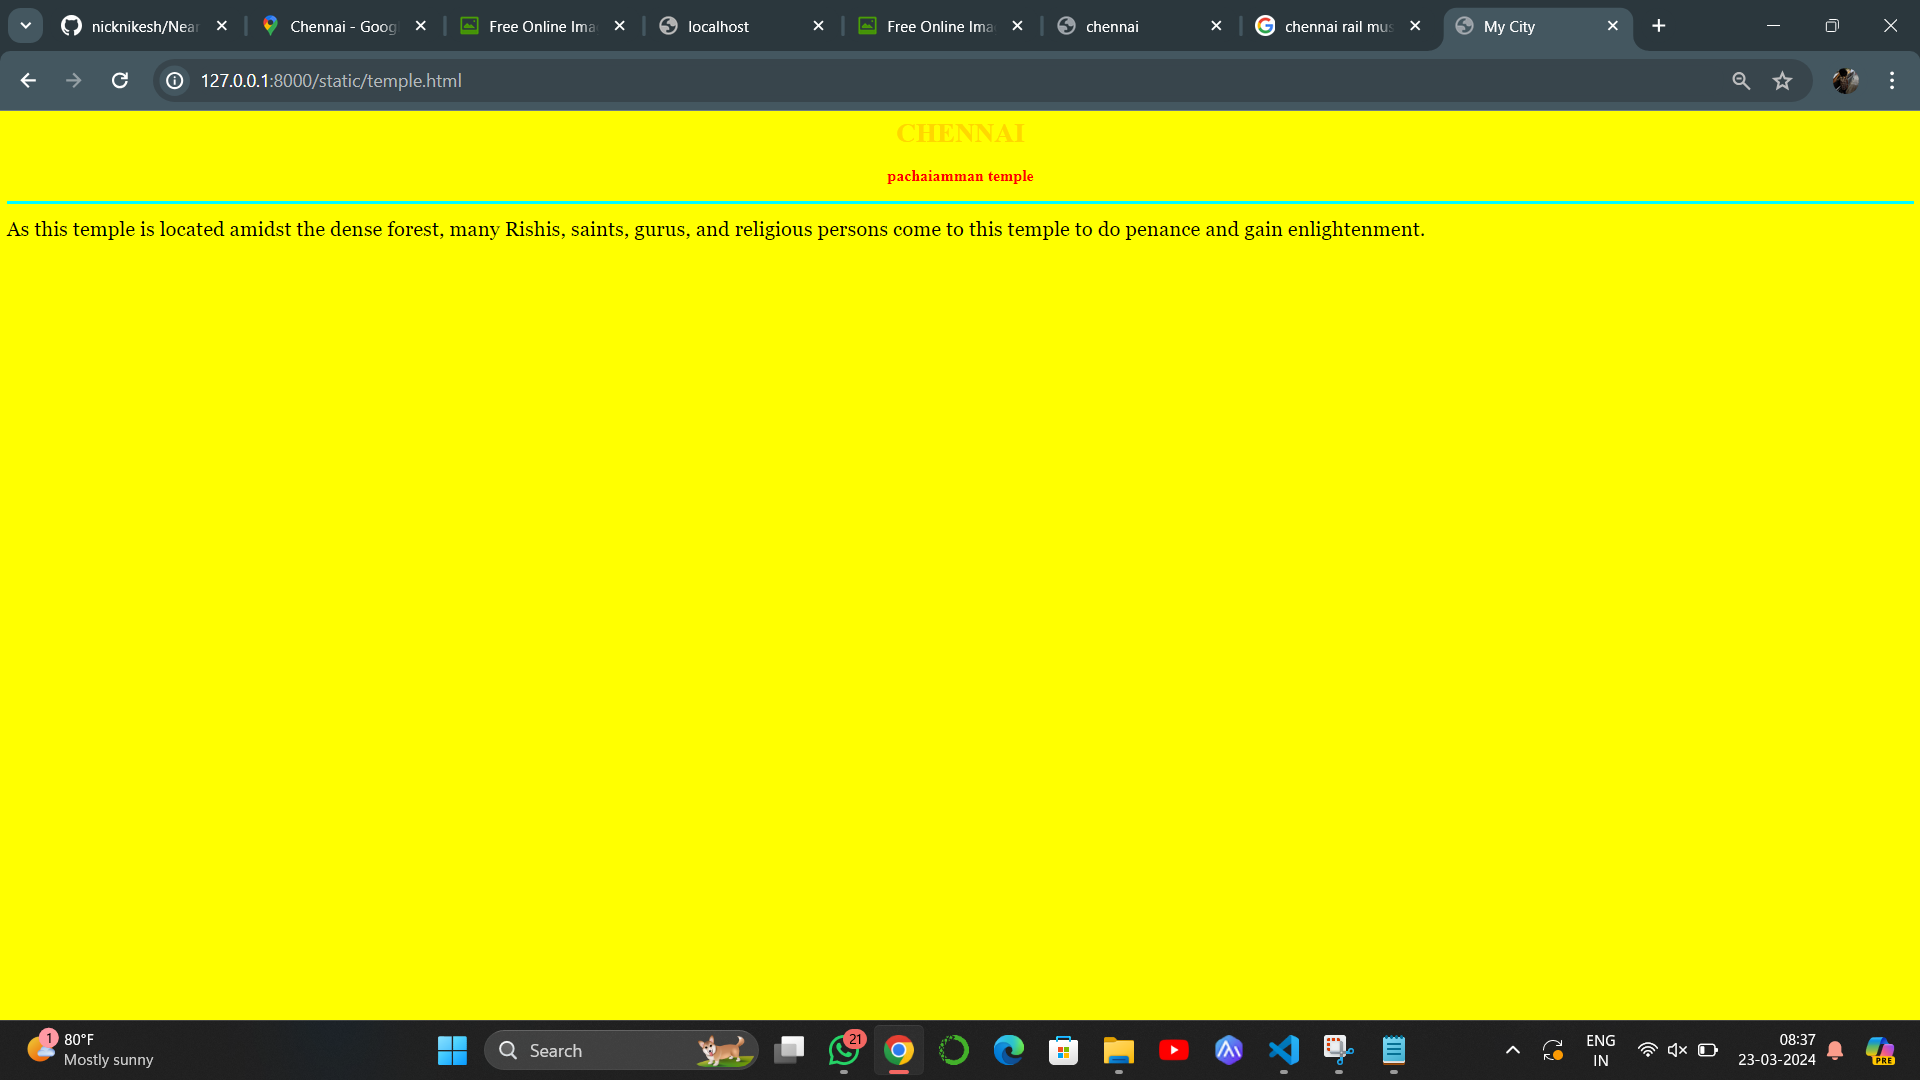 nicknikesh/Near
Chennai - Goog
Free Online Ima
localhost
Free Online Ima
chennai
chennai rail mus
My City
127.0.0.1:8000/static/temple.html
CHENNAI
pachaiamman temple
As this temple is located amidst the dense forest, many Rishis, saints, gurus, and religious persons come to this temple to do penance and gain enlightenment.
1
80°F
Mostly sunny
Search
21
ENG
IN
08:37
23-03-2024
PRE